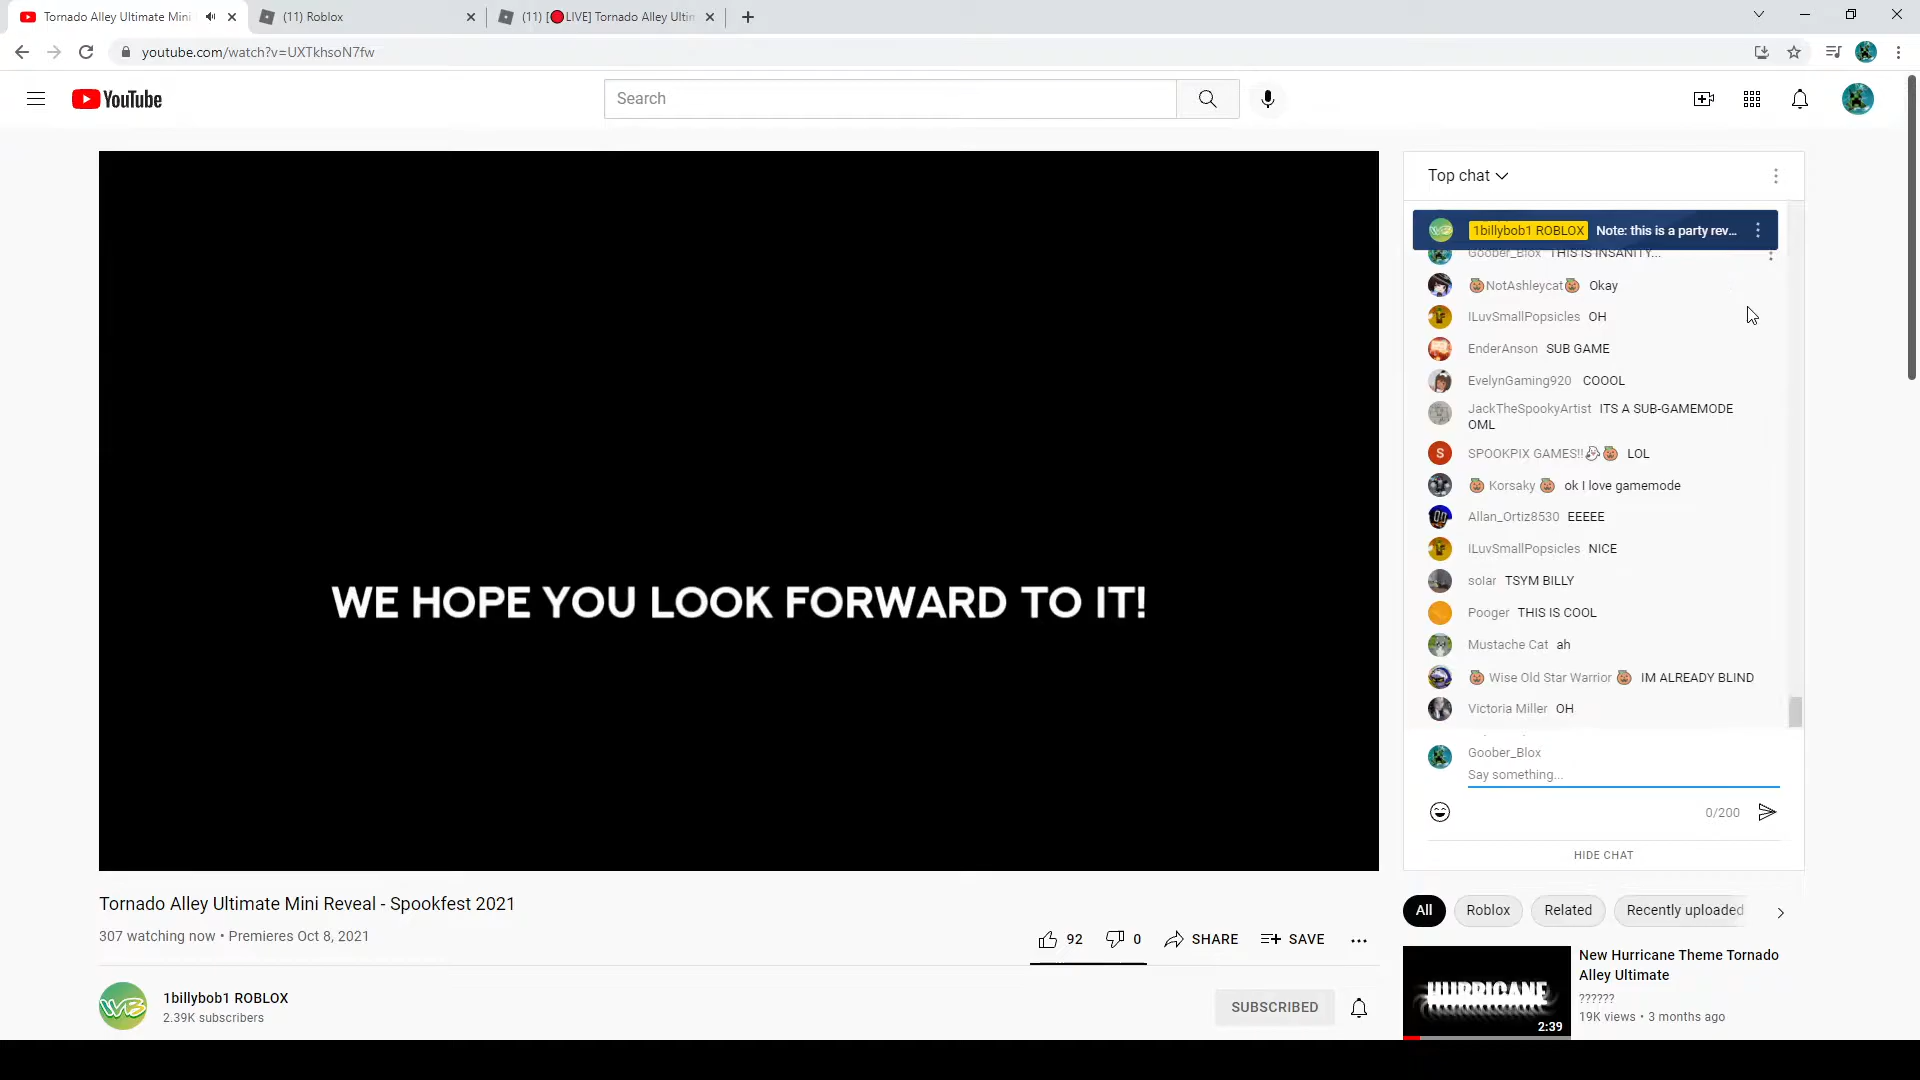 Tornado Alley Ultimate Mini
(11) Roblox
(11) [🔴LIVE] Tornado Alley Ultim
youtube.com/watch?v=UXTkhsoN7fw
YouTube
Search
WE HOPE YOU LOOK FORWARD TO IT!
Top chat
1billybob1 ROBLOX Note: this is a party rev...
Goober_Blox THIS IS INSANITY...
🎃NotAshleycat🎃 Okay
ILuvSmallPopsicles OH
EnderAnson SUB GAME
EvelynGaming920 COOOL
JackTheSpookyArtist ITS A SUB-GAMEMODE
OML
S
SPOOKPIX GAMES!!👻🎃 LOL
🎃 Korsaky 🎃 ok I love gamemode
Allan_Ortiz8530 EEEEE
ILuvSmallPopsicles NICE
solar TSYM BILLY
Pooger THIS IS COOL
Mustache Cat ah
🎃 Wise Old Star Warrior 🎃 IM ALREADY BLIND
Victoria Miller OH
Goober_Blox
Say something...
0/200
HIDE CHAT
Tornado Alley Ultimate Mini Reveal - Spookfest 2021
307 watching now • Premieres Oct 8, 2021
92 0 SHARE SAVE
1billybob1 ROBLOX
2.39K subscribers
SUBSCRIBED
All Roblox Related Recently uploaded
HURRICANE
2:39
New Hurricane Theme Tornado
Alley Ultimate
??????
19K views • 3 months ago